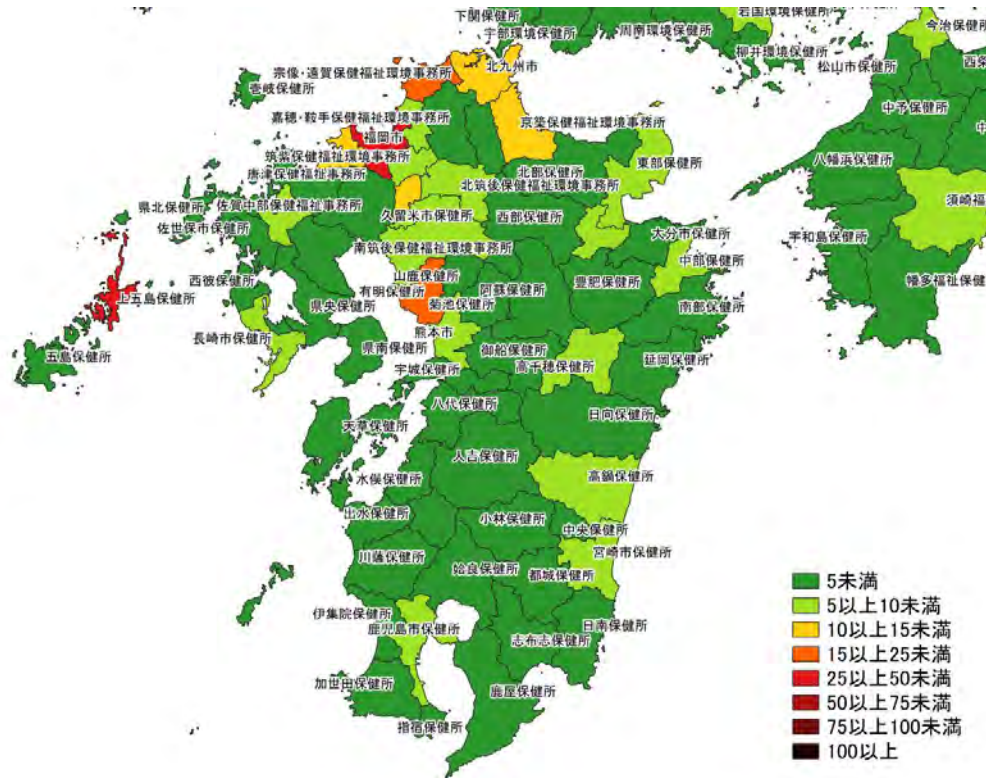 下関保健所
岩国環境保健所
今治保健所
宇部環境保健所
周南環境保健所
柳井環境保健所
松山市保健所
西条
宗像・遠賀保健福祉環境事務所
北九州市
壱岐保健所
中予保健所
嘉穂・鞍手保健福祉環境事務所
京築保健福祉環境事務所
中
福岡市
筑紫保健福祉環境事務所
東部保健所
八幡浜保健所
唐津保健福祉事務所
北部保健所
北筑後保健福祉環境事務所
県北保健所
佐賀中部保健福祉事務所
久留米市保健所
西部保健所
須崎福
佐世保市保健所
大分市保健所
宇和島保健所
南筑後保健福祉環境事務所
中部保健所
西彼保健所
山鹿保健所
豊肥保健所
幡多福祉保健
上五島保健所
有明保健所
阿蘇保健所
県央保健所
菊池保健所
南部保健所
長崎市保健所
熊本市
県南保健所
御船保健所
延岡保健所
五島保健所
宇城保健所
高千穂保健所
八代保健所
天草保健所
日向保健所
人吉保健所
水俣保健所
高鍋保健所
出水保健所
小林保健所
中央保健所
川薩保健所
宮崎市保健所
姶良保健所
都城保健所
伊集院保健所
鹿児島市保健所
日南保健所
志布志保健所
加世田保健所
鹿屋保健所
指宿保健所
5未満
5以上10未満
10以上15未満
15以上25未満
25以上50未満
50以上75未満
75以上100未満
100以上